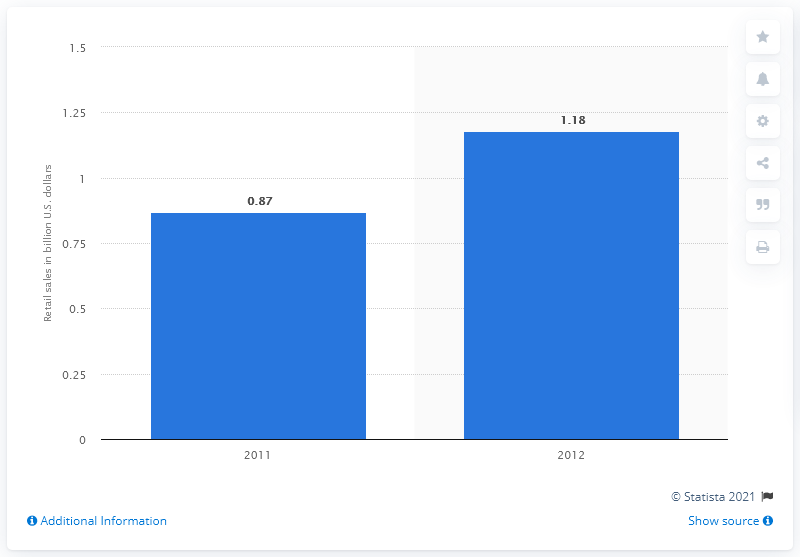 1.5
1.25
1
0.75
0.5
0.25
0
Retail sales in billion U.S. dollars
0.87
1.18
2011
2012
© Statista 2021
Additional Information
Show source